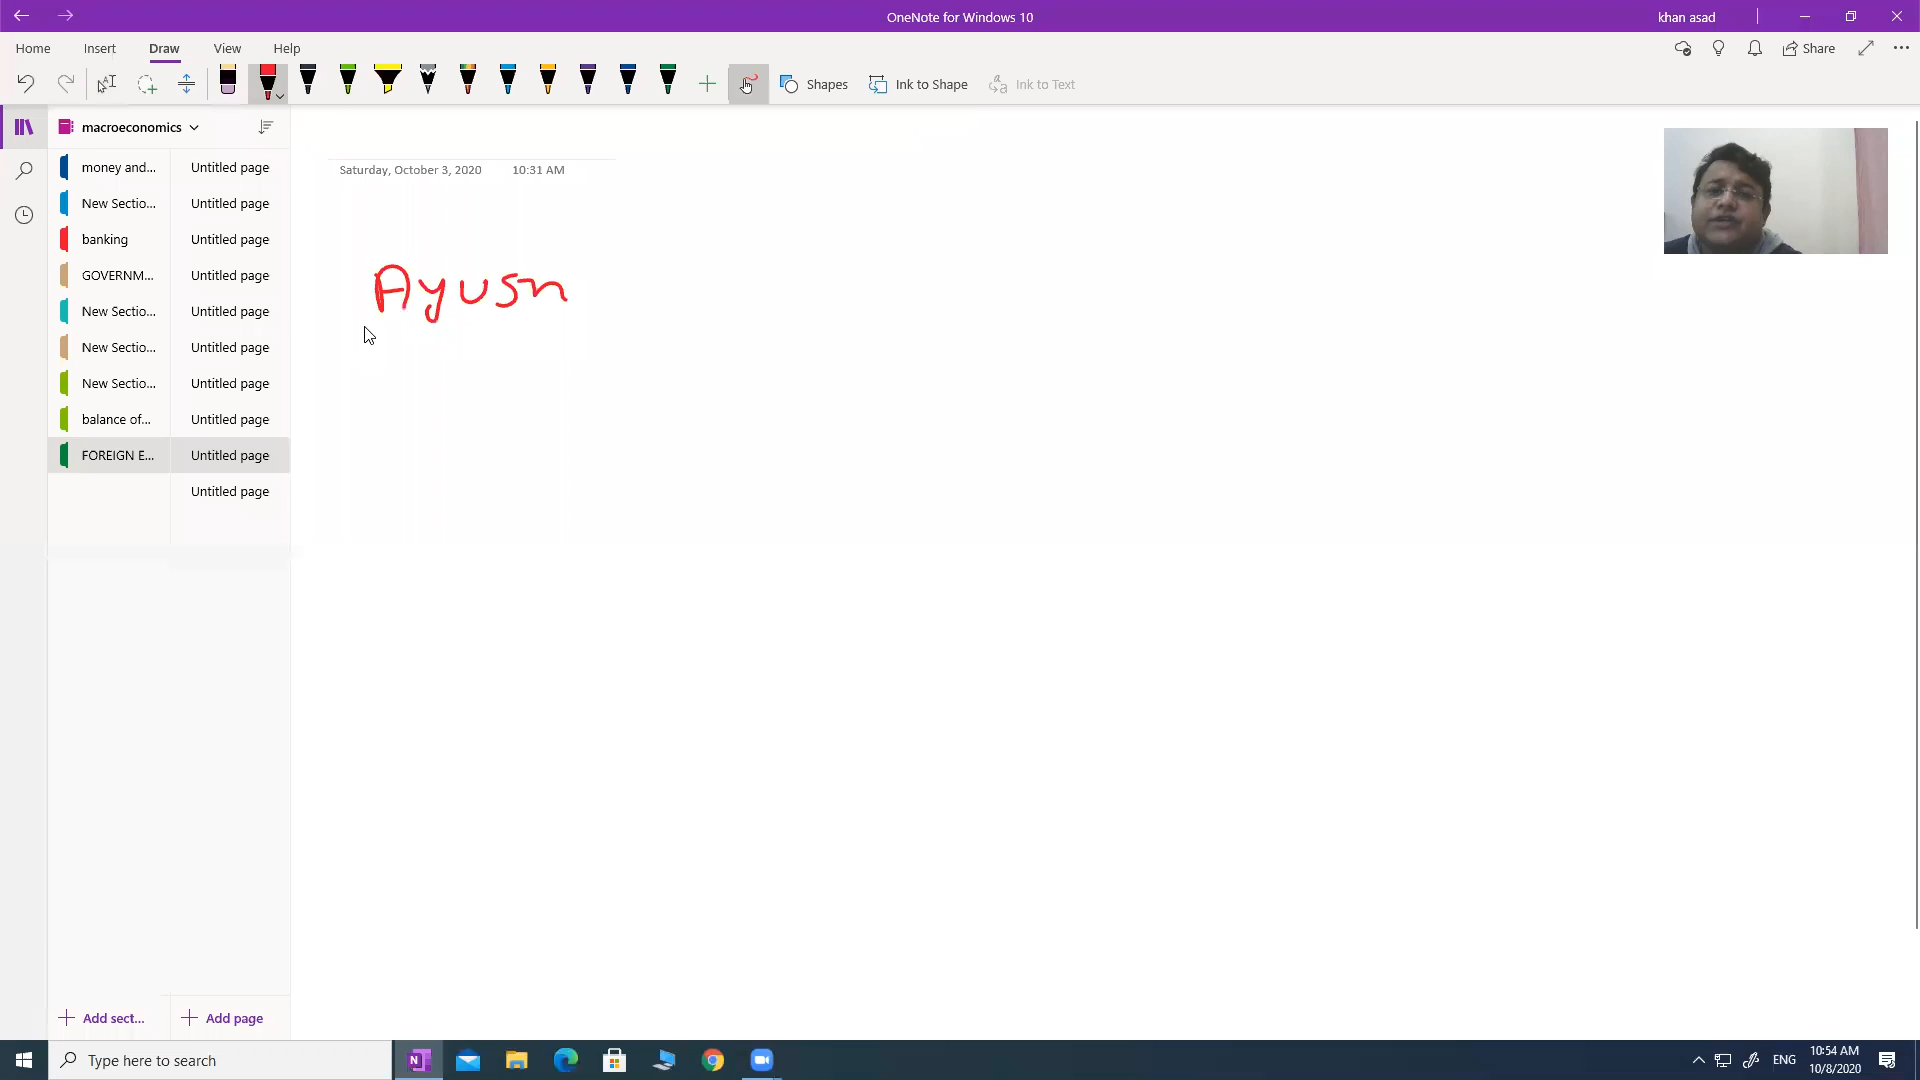 OneNote for Windows 10
khan asad
Home Insert Draw View Help
Share
Shapes
Ink to Shape
Ink to Text
macroeconomics
money and...
Untitled page
New Sectio...
Untitled page
banking
Untitled page
GOVERNM...
Untitled page
New Sectio...
Untitled page
New Sectio...
Untitled page
New Sectio...
Untitled page
balance of...
Untitled page
FOREIGN E...
Untitled page
Untitled page
Saturday, October 3, 2020 10:31 AM
Ayush
Add sect...
Add page
Type here to search
ENG
10:54 AM
10/8/2020